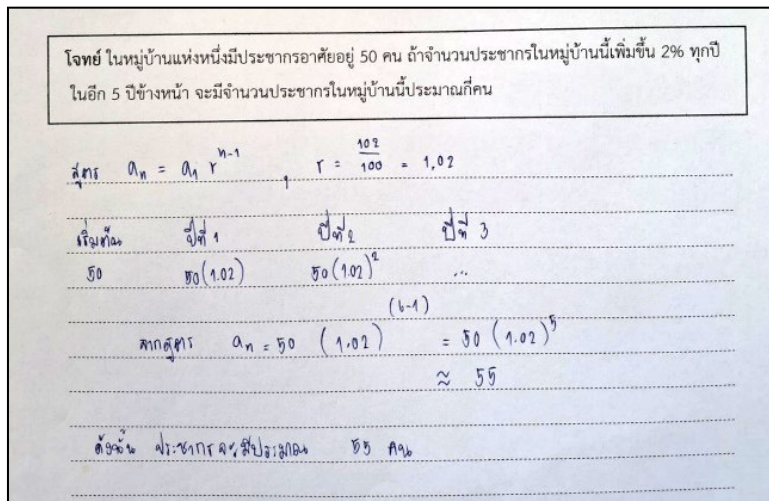 โจทย์ ในหมู่บ้านแห่งหนึ่งมีประชากรอาศัยอยู่ 50 คน ถ้าจำนวนประชากรในหมู่บ้านนี้เพิ่มขึ้น 2% ทุกปี
ในอีก 5 ปีข้างหน้า จะมีจำนวนประชากรในหมู่บ้านนี้ประมาณกี่คน
สูตร aₙ = a₁ rⁿ⁻¹ , r = 102/100 = 1.02
เริ่มต้น ปีที่ 1 ปีที่ 2 ปีที่ 3
50 50(1.02) 50(1.02)² ...
จากสูตร aₙ = 50 (1.02)⁽⁶⁻¹⁾ = 50 (1.02)⁵
≈ 55
ดังนั้น ประชากรจะมีประมาณ 55 คน